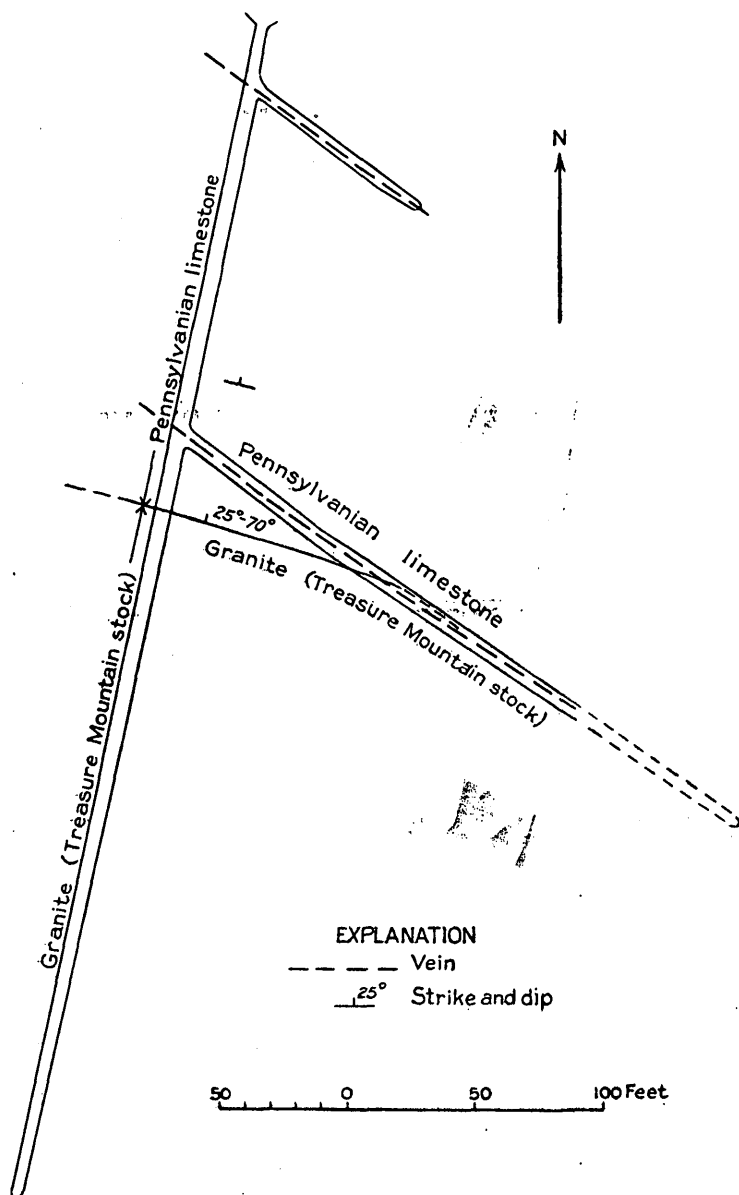 N
Pennsylvanian limestone
Pennsylvanian limestone
25°-70°
Granite (Treasure Mountain stock)
Granite (Treasure Mountain stock)
EXPLANATION
Vein
25° Strike and dip
50 0 50 100 Feet